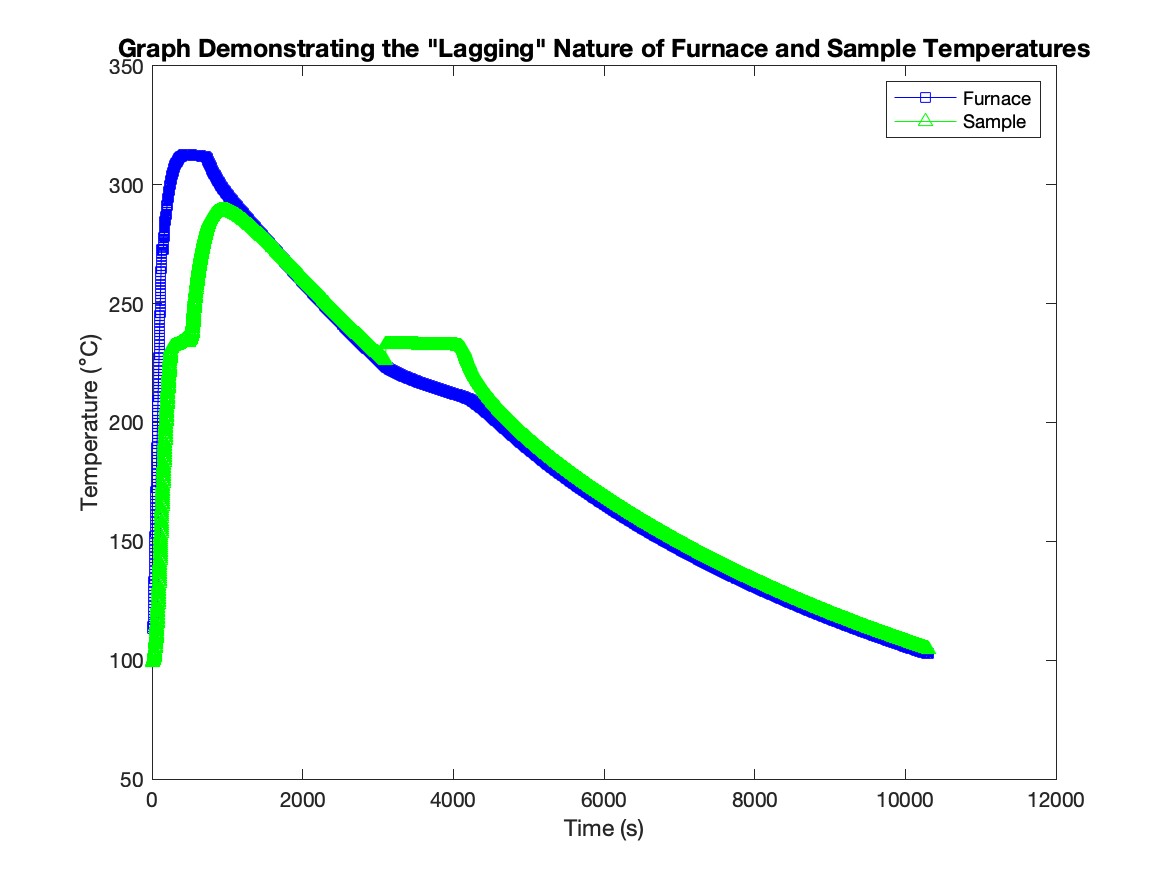 Graph Demonstrating the "Lagging" Nature of Furnace and Sample Temperatures
350
300
250
200
150
100
50
Temperature (°C)
Furnace
Sample
0
2000
4000
6000
8000
10000
12000
Time (s)